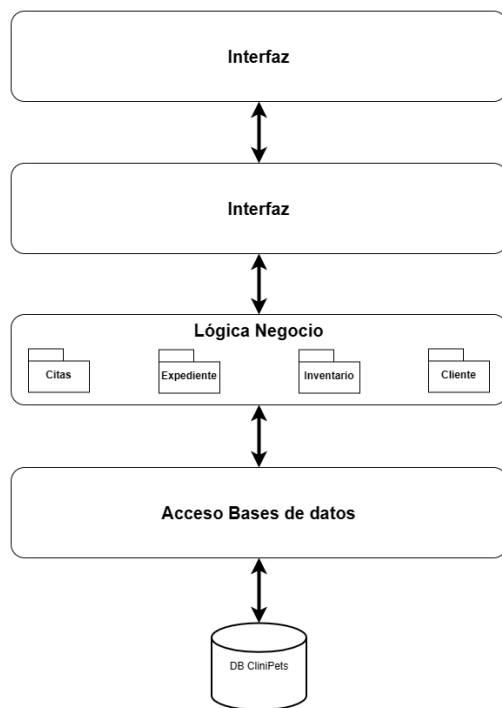 Interfaz
Interfaz
Lógica Negocio
Citas
Expediente
Inventario
Cliente
Acceso Bases de datos
DB CliniPets